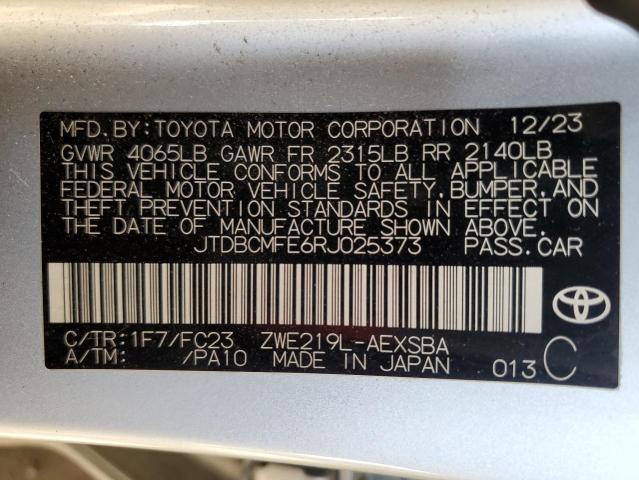 MFD. BY: TOYOTA MOTOR CORPORATION 12/23
GVWR 4065LB GAWR FR 2315LB RR 2140LB
THIS VEHICLE CONFORMS TO ALL APPLICABLE
FEDERAL MOTOR VEHICLE SAFETY, BUMPER, AND
THEFT PREVENTION STANDARDS IN EFFECT ON
THE DATE OF MANUFACTURE SHOWN ABOVE.
JTDBCMFE6RJ025373 PASS. CAR
C/TR: 1F7/FC23 ZWE219L-AEXSBA
A/TM: /PA10 MADE IN JAPAN 013 C